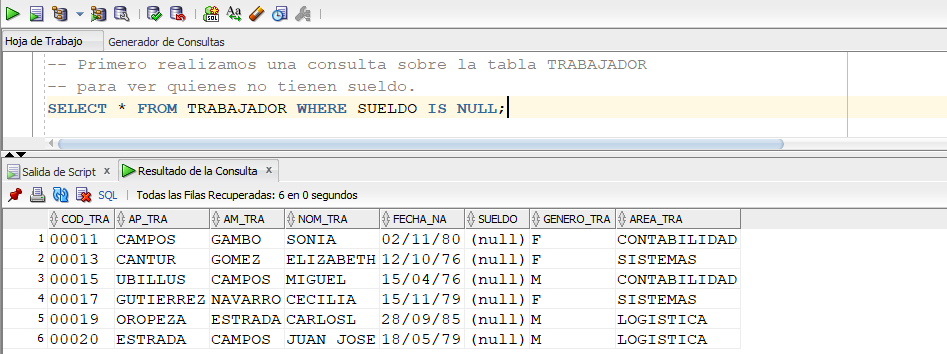 Hoja de Trabajo Generador de Consultas
-- Primero realizamos una consulta sobre la tabla TRABAJADOR
-- para ver quienes no tienen sueldo.
SELECT * FROM TRABAJADOR WHERE SUELDO IS NULL;
Salida de Script x Resultado de la Consulta x
SQL | Todas las Filas Recuperadas: 6 en 0 segundos
COD_TRA AP_TRA AM_TRA NOM_TRA FECHA_NA SUELDO GENERO_TRA AREA_TRA
1 00011 CAMPOS GAMBO SONIA 02/11/80 (null) F CONTABILIDAD
2 00013 CANTUR GOMEZ ELIZABETH 12/10/76 (null) F SISTEMAS
3 00015 UBILLUS CAMPOS MIGUEL 15/04/76 (null) M CONTABILIDAD
4 00017 GUTIERREZ NAVARRO CECILIA 15/11/79 (null) F SISTEMAS
5 00019 OROPEZA ESTRADA CARLOSL 28/09/85 (null) M LOGISTICA
6 00020 ESTRADA CAMPOS JUAN JOSE 18/05/79 (null) M LOGISTICA